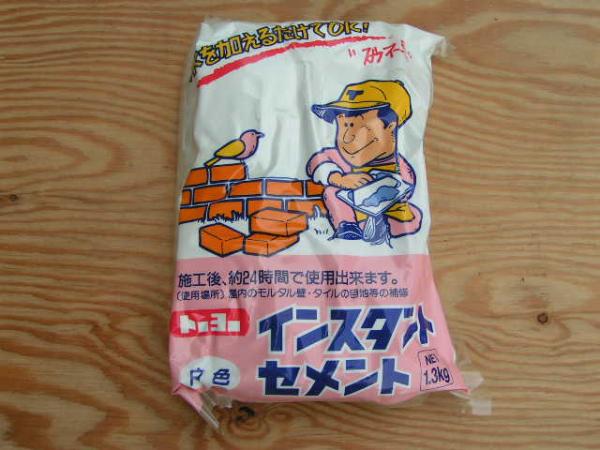 水を加えるだけでOK!
施工後、約24時間で使用出来ます。
(使用場所)屋内のモルタル壁・タイルの目地等の補修
トーヨー
インスタント
セメント
白色
NET
1.3kg